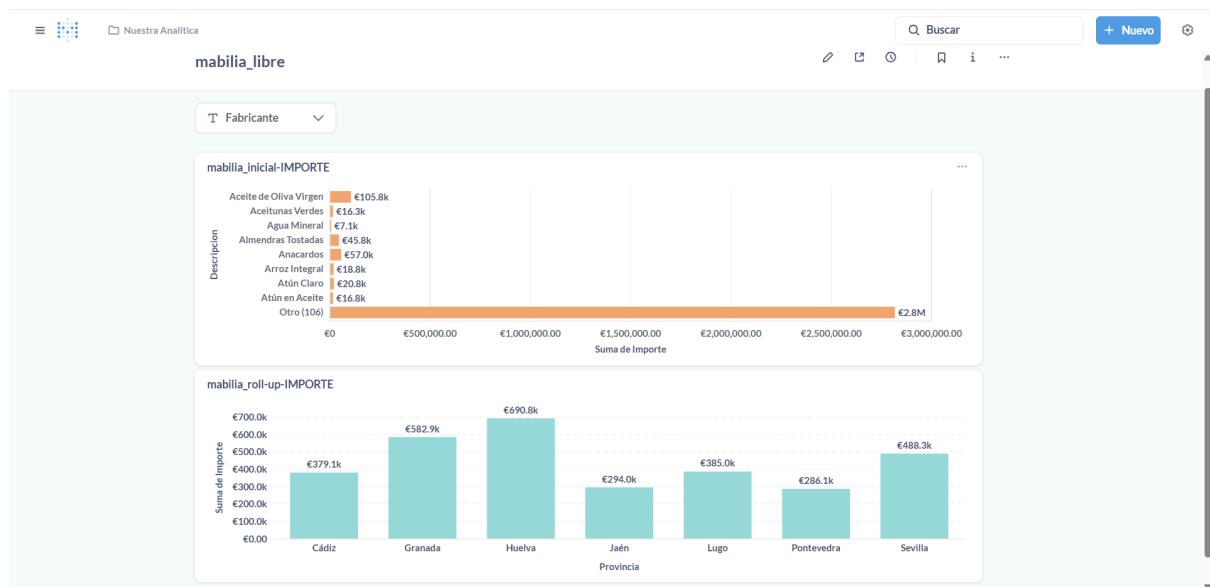 Nuestra Analítica
Buscar
+ Nuevo
mabilia_libre
Fabricante
mabilia_inicial-IMPORTE
Descripcion
Aceite de Oliva Virgen €105.8k
Aceitunas Verdes €16.3k
Agua Mineral €7.1k
Almendras Tostadas €45.8k
Anacardos €57.0k
Arroz Integral €18.8k
Atún Claro €20.8k
Atún en Aceite €16.8k
Otro (106) €2.8M
€0 €500,000.00 €1,000,000.00 €1,500,000.00 €2,000,000.00 €2,500,000.00 €3,000,000.00
Suma de Importe
mabilia_roll-up-IMPORTE
Suma de Importe
€700.0k
€600.0k
€500.0k
€400.0k
€300.0k
€200.0k
€100.0k
€0.00
€379.1k €582.9k €690.8k €294.0k €385.0k €286.1k €488.3k
Cádiz Granada Huelva Jaén Lugo Pontevedra Sevilla
Provincia